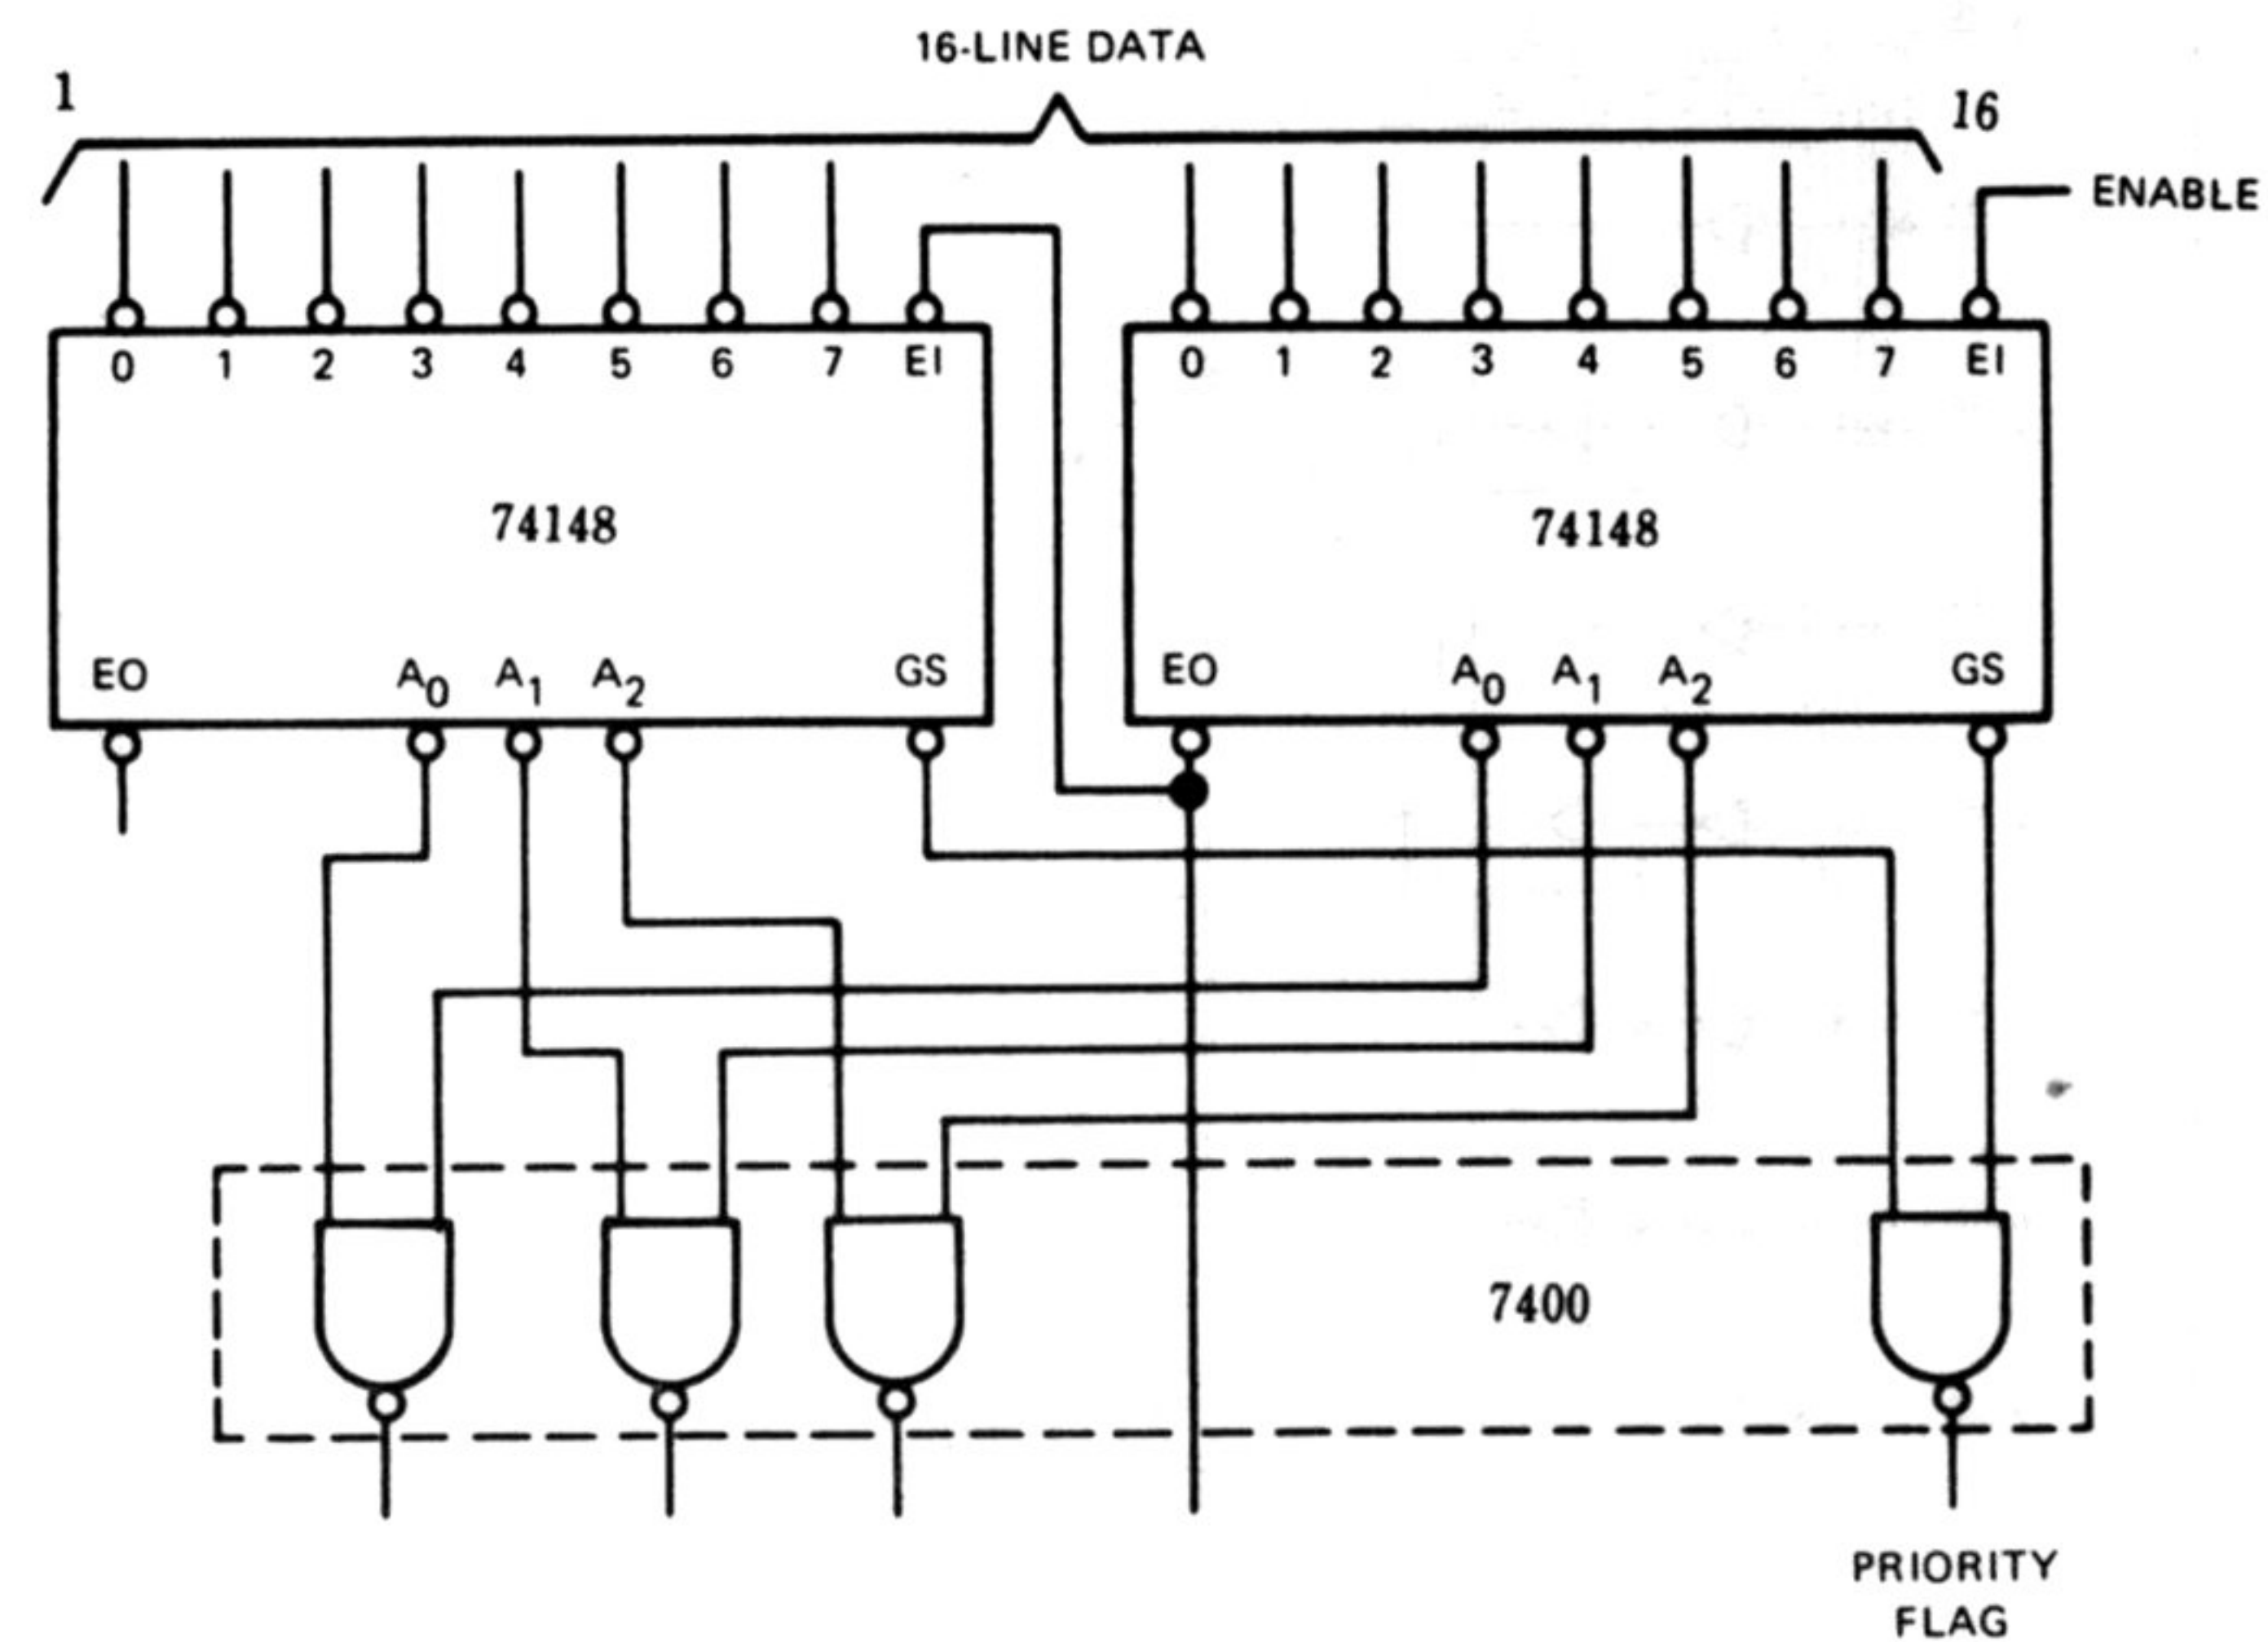 16-LINE DATA
1
16
ENABLE
0 1 2 3 4 5 6 7 EI
0 1 2 3 4 5 6 7 EI
74148
74148
EO A0 A1 A2 GS
EO A0 A1 A2 GS
7400
PRIORITY
FLAG